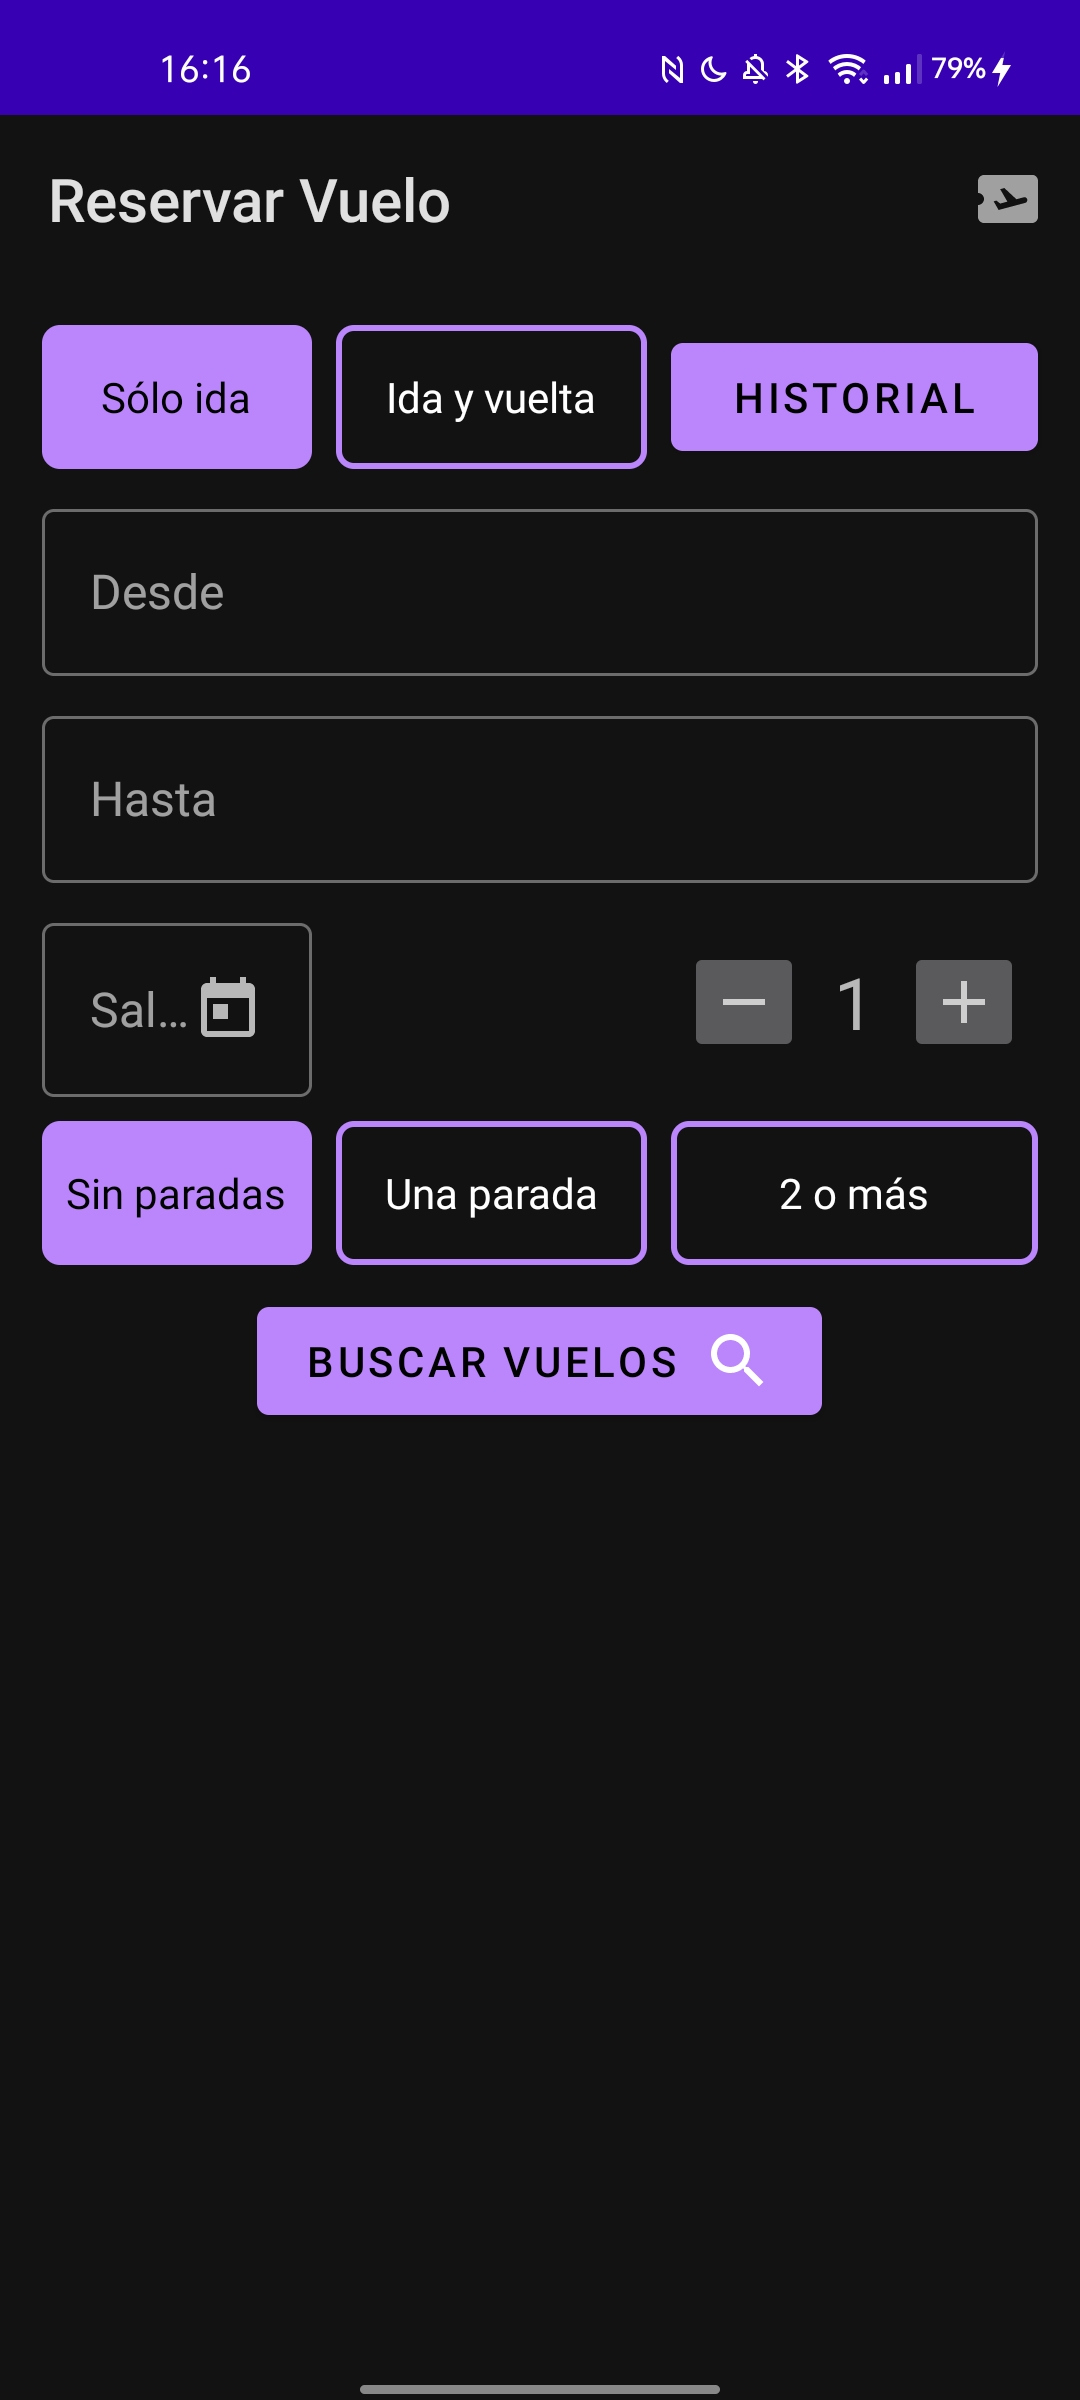 16:16 79%
Reservar Vuelo
Sólo ida Ida y vuelta HISTORIAL
Desde
Hasta
Sal... 1
Sin paradas Una parada 2 o más
BUSCAR VUELOS